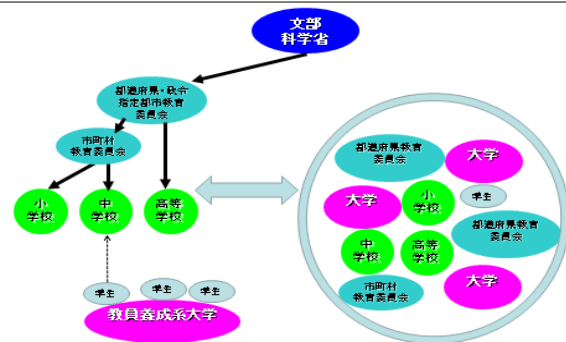 文部
科学省
都道府県・政令
指定都市教育
委員会
市町村
教育委員会
小
学校
中
学校
高等
学校
学生
学生
学生
教員養成系大学
都道府県教育
委員会
大学
大学
小
学校
学生
都道府県教育
委員会
中
学校
高等
学校
市町村
教育委員会
大学